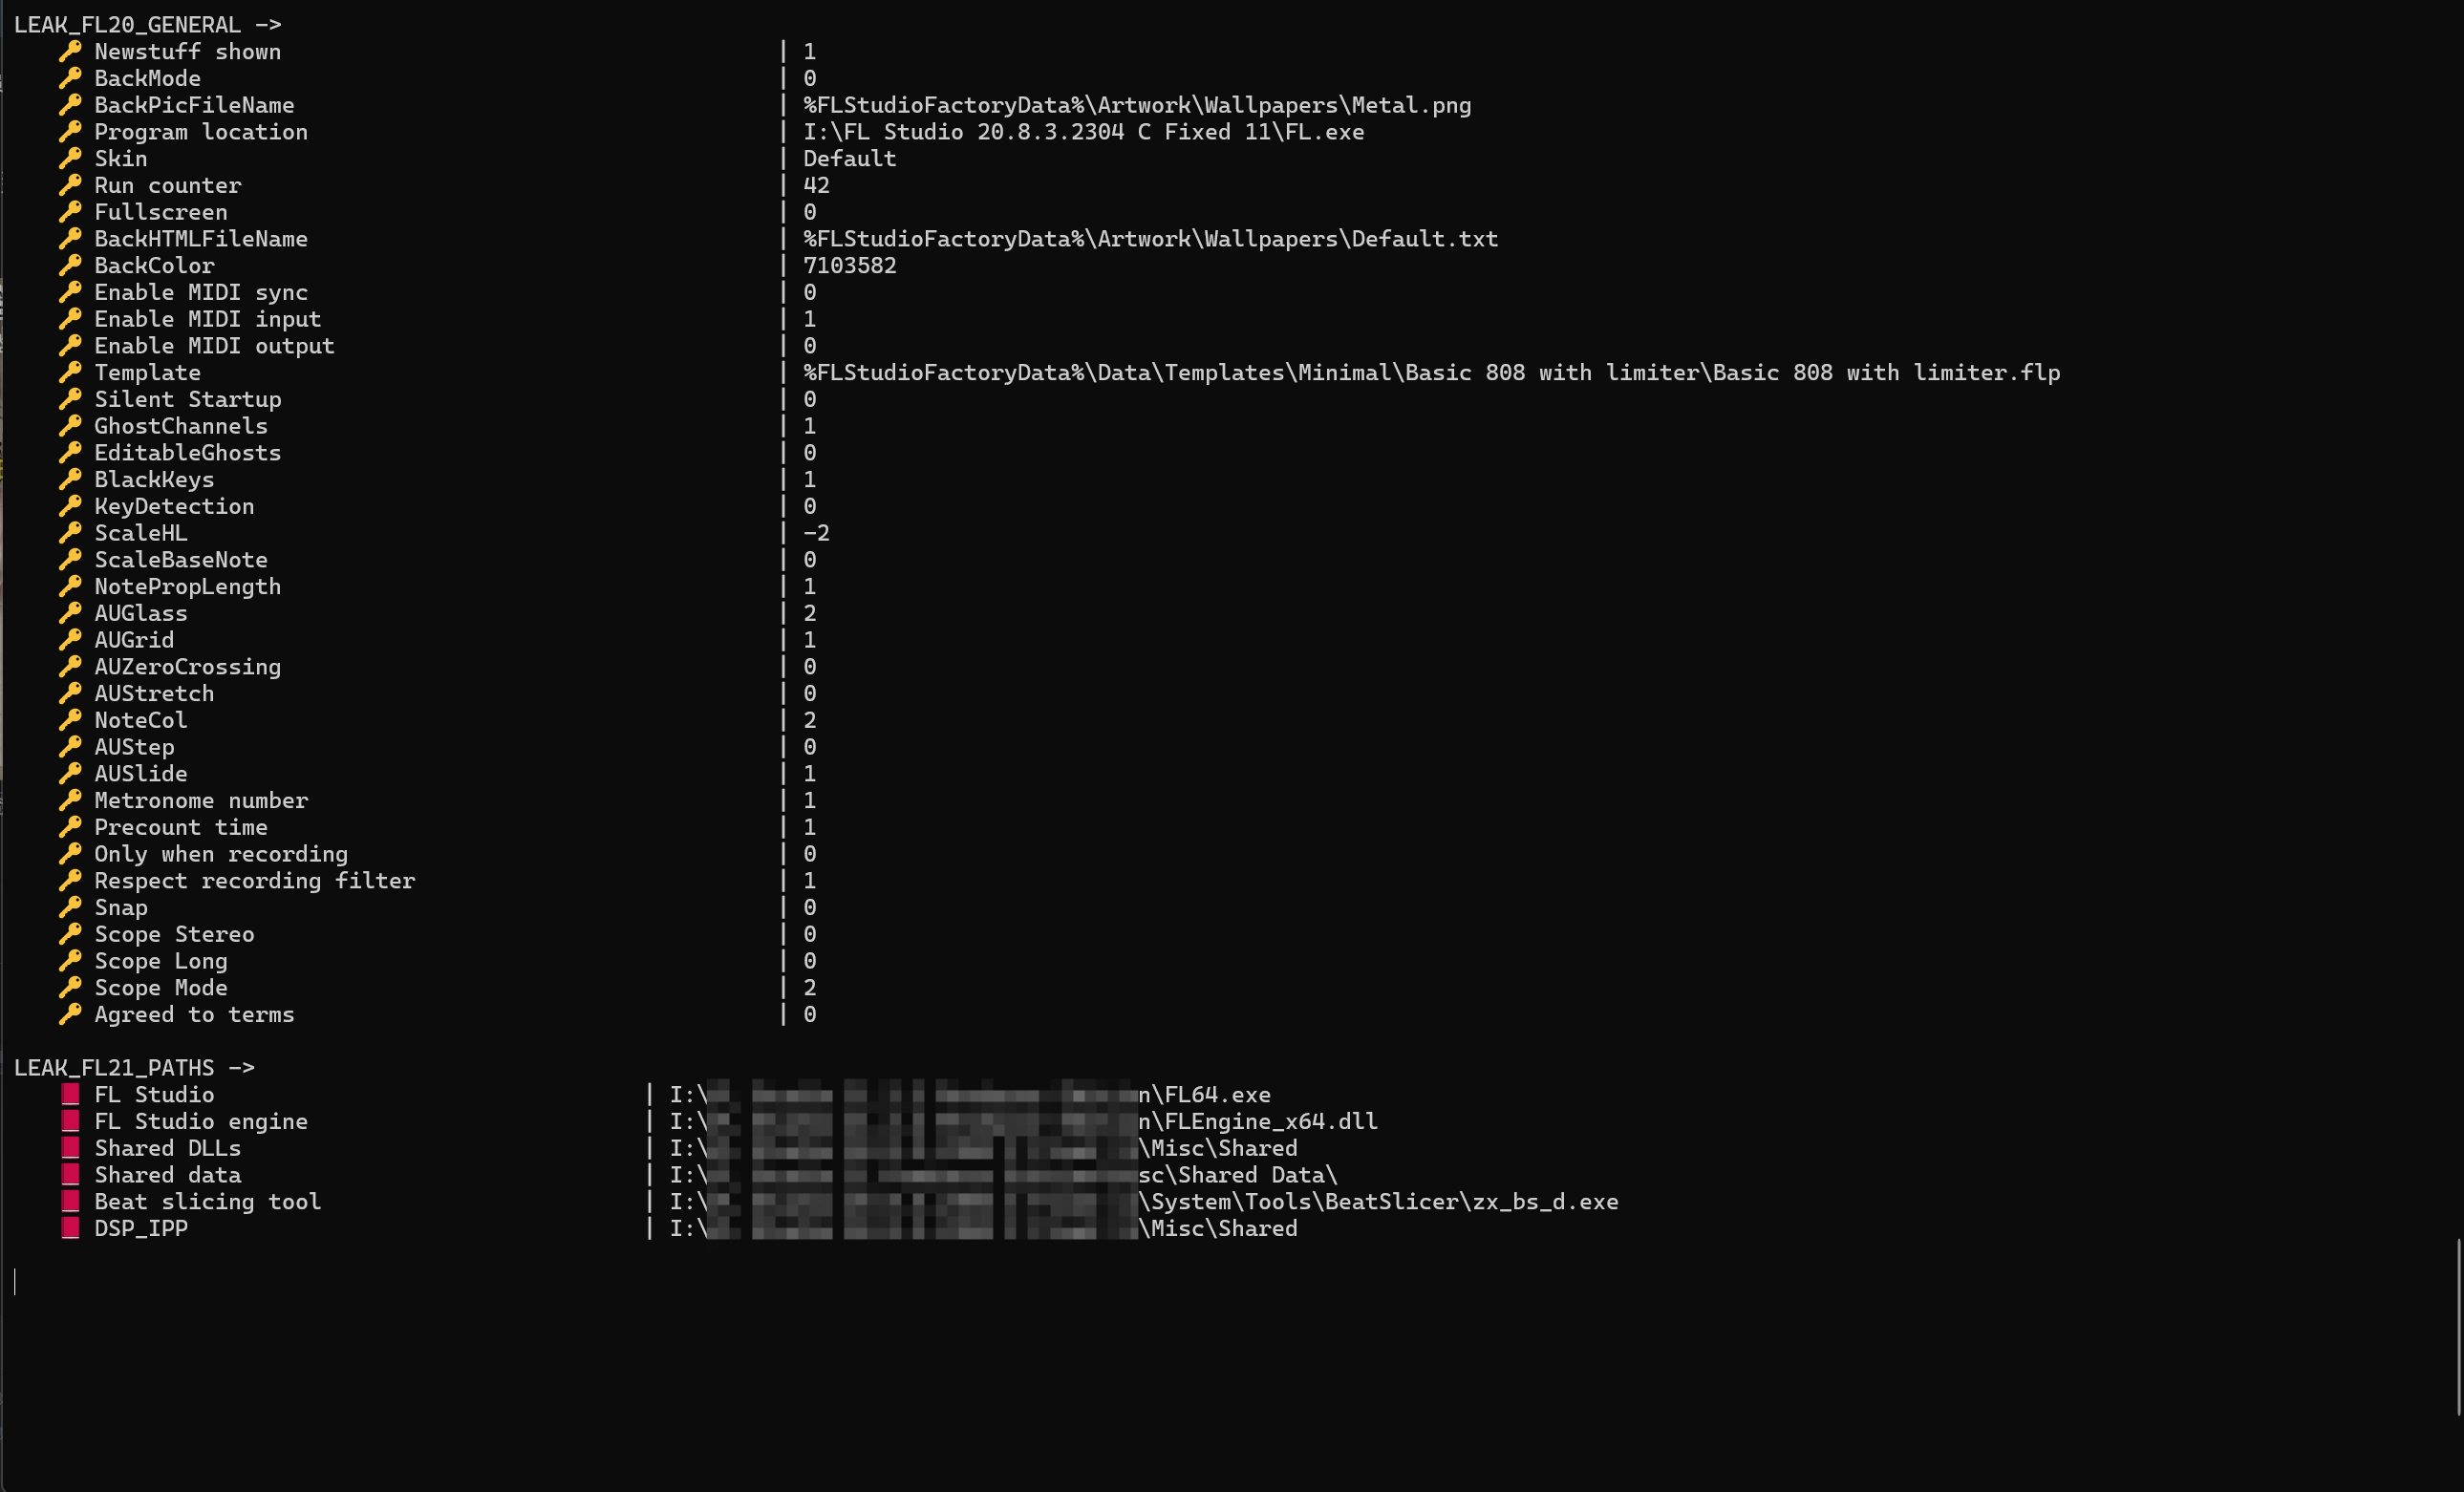 LEAK_FL20_GENERAL ->
Newstuff shown | 1
BackMode | 0
BackPicFileName | %FLStudioFactoryData%\Artwork\Wallpapers\Metal.png
Program location | I:\FL Studio 20.8.3.2304 C Fixed 11\FL.exe
Skin | Default
Run counter | 42
Fullscreen | 0
BackHTMLFileName | %FLStudioFactoryData%\Artwork\Wallpapers\Default.txt
BackColor | 7103582
Enable MIDI sync | 0
Enable MIDI input | 1
Enable MIDI output | 0
Template | %FLStudioFactoryData%\Data\Templates\Minimal\Basic 808 with limiter\Basic 808 with limiter.flp
Silent Startup | 0
GhostChannels | 1
EditableGhosts | 0
BlackKeys | 1
KeyDetection | 0
ScaleHL | -2
ScaleBaseNote | 0
NotePropLength | 1
AUGlass | 2
AUGrid | 1
AUZeroCrossing | 0
AUStretch | 0
NoteCol | 2
AUStep | 0
AUSlide | 1
Metronome number | 1
Precount time | 1
Only when recording | 0
Respect recording filter | 1
Snap | 0
Scope Stereo | 0
Scope Long | 0
Scope Mode | 2
Agreed to terms | 0
LEAK_FL21_PATHS ->
FL Studio | I:\ n\FL64.exe
FL Studio engine | I:\ n\FLEngine_x64.dll
Shared DLLs | I:\ \Misc\Shared
Shared data | I:\ sc\Shared Data\
Beat slicing tool | I:\ \System\Tools\BeatSlicer\zx_bs_d.exe
DSP_IPP | I:\ \Misc\Shared